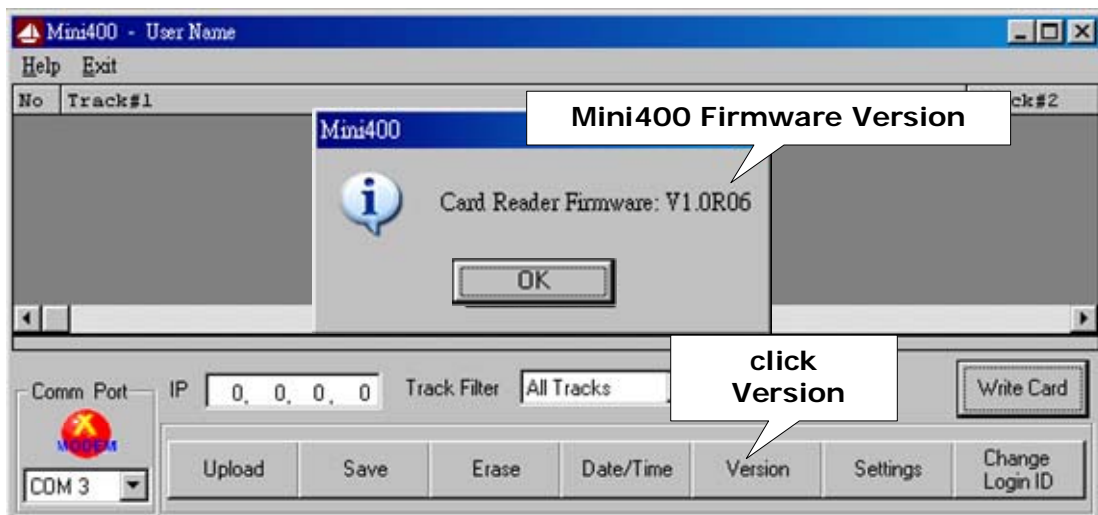 Mini400 - User Name
Help Exit
No Track#1 ck#2
Mini400 Firmware Version
Mini400
Card Reader Firmware: V1.0R06
OK
click
Version
Comm Port IP 0. 0. 0. 0 Track Filter All Tracks Write Card
X
MODEM
COM 3 Upload Save Erase Date/Time Version Settings Change
Login ID